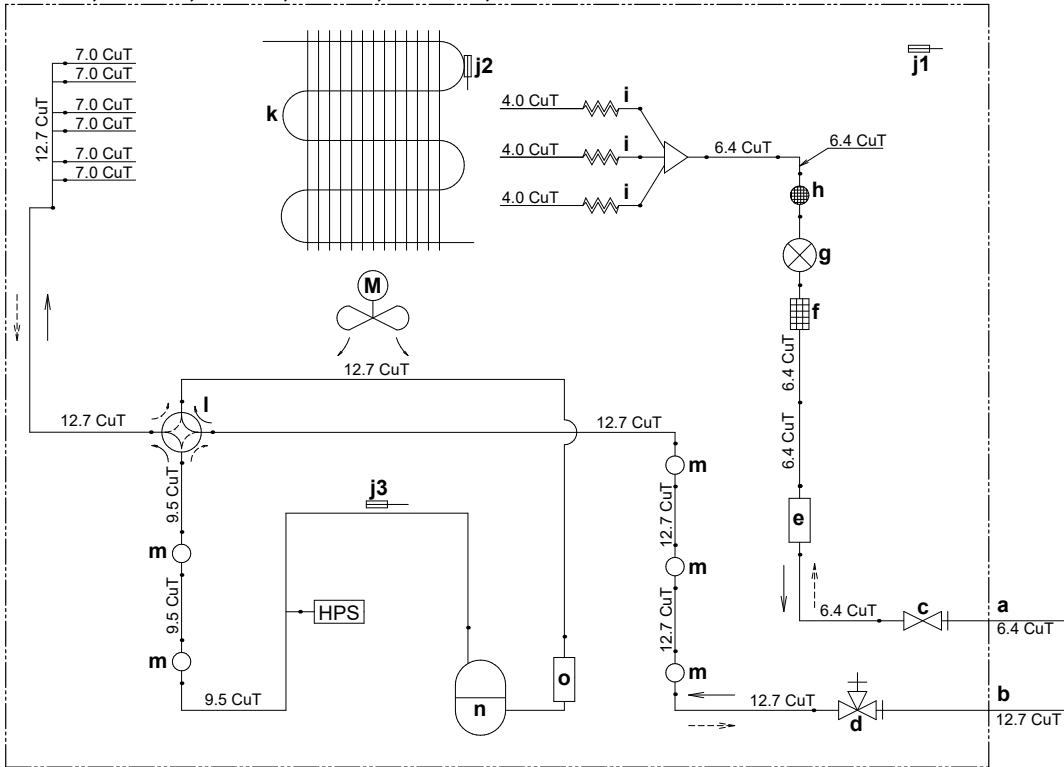 7.0 CuT
7.0 CuT
7.0 CuT
7.0 CuT
7.0 CuT
7.0 CuT
12.7 CuT
k
j2
j1
4.0 CuT
i
4.0 CuT
i
4.0 CuT
i
6.4 CuT
6.4 CuT
h
g
f
M
6.4 CuT
6.4 CuT
12.7 CuT
12.7 CuT
l
12.7 CuT
9.5 CuT
m
9.5 CuT
m
9.5 CuT
HPS
j3
n
o
m
12.7 CuT
m
12.7 CuT
m
e
6.4 CuT
c
a
6.4 CuT
12.7 CuT
d
b
12.7 CuT